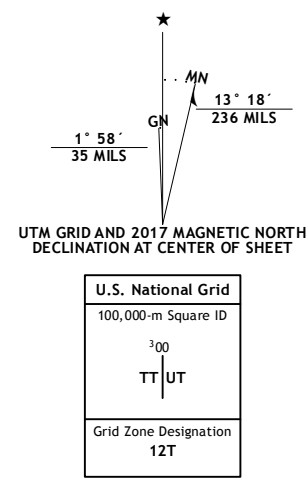 ★
MN
GN
13° 18´
236 MILS
1° 58´
35 MILS
UTM GRID AND 2017 MAGNETIC NORTH
DECLINATION AT CENTER OF SHEET
U.S. National Grid
100,000-m Square ID
³00
TT UT
Grid Zone Designation
12T